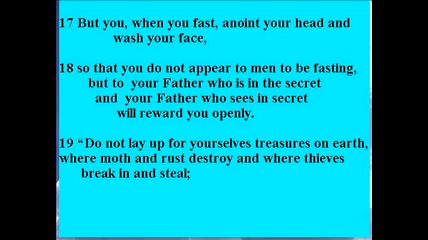 17 But you, when you fast, anoint your head and
wash your face,
18 so that you do not appear to men to be fasting,
but to your Father who is in the secret
and your Father who sees in secret
will reward you openly.
19 “Do not lay up for yourselves treasures on earth,
where moth and rust destroy and where thieves
break in and steal;